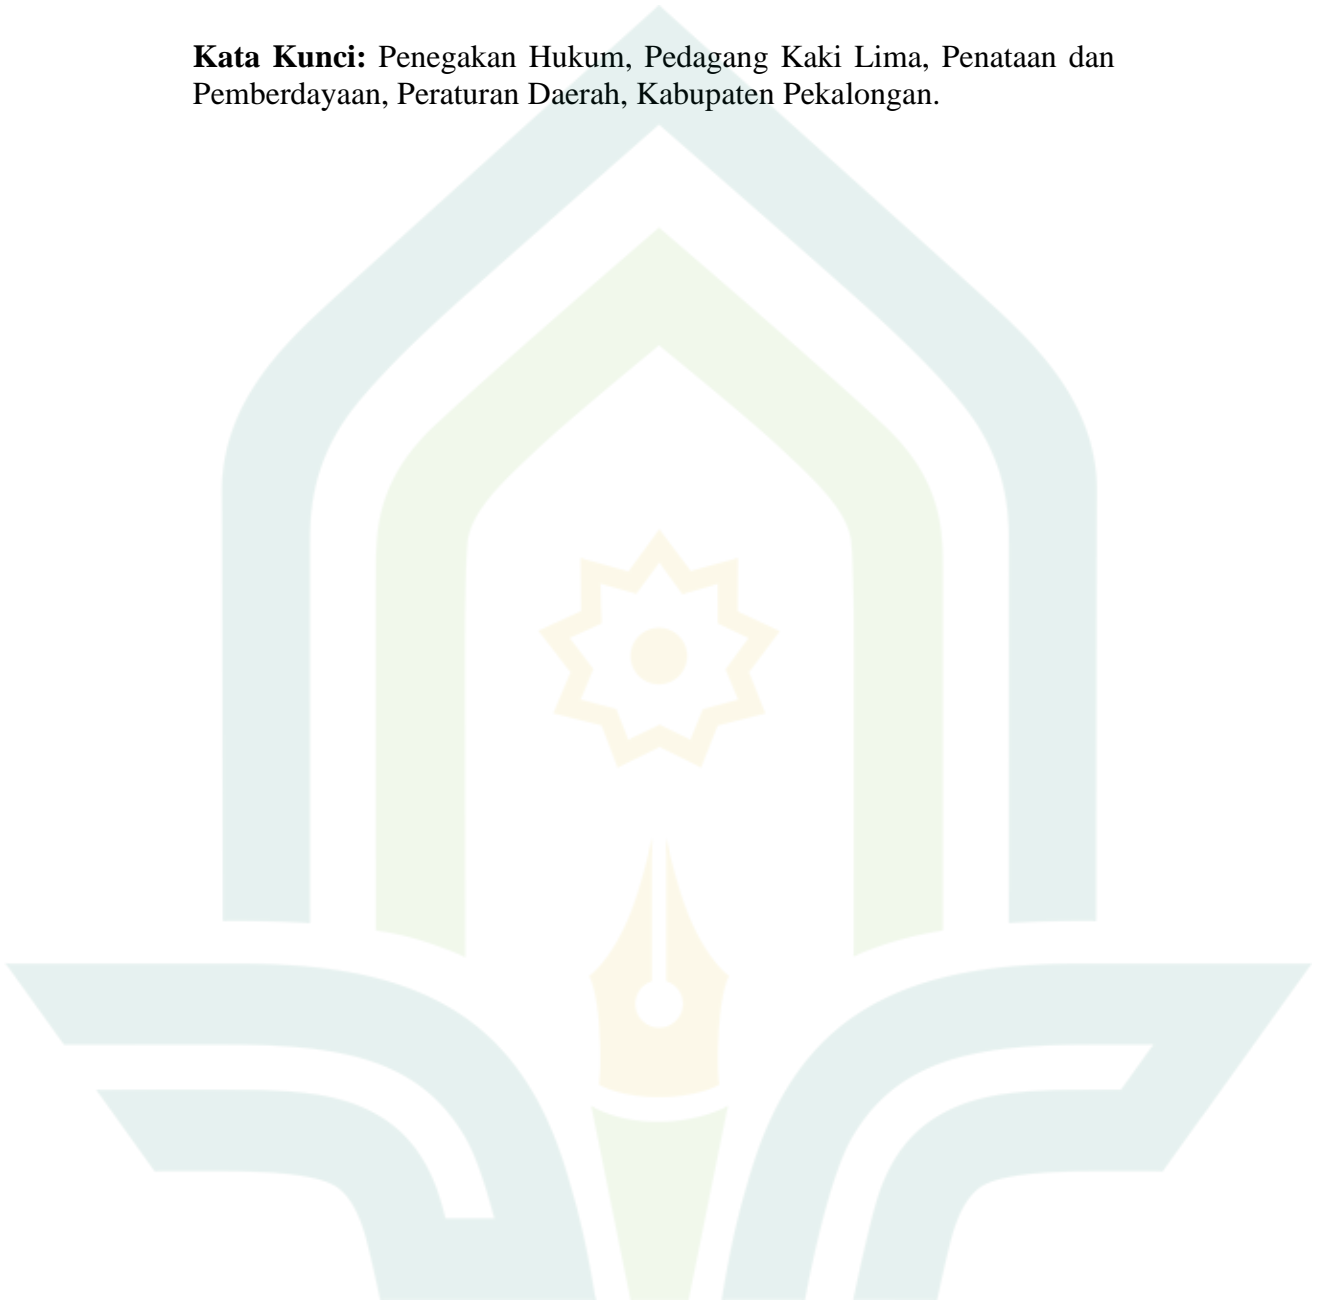 Kata Kunci: Penegakan Hukum, Pedagang Kaki Lima, Penataan dan
Pemberdayaan, Peraturan Daerah, Kabupaten Pekalongan.